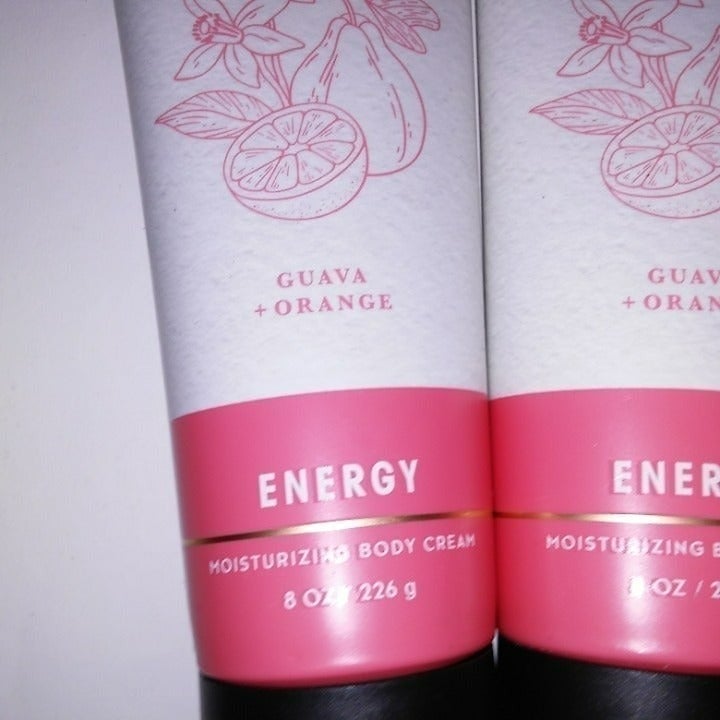 GUAVA
+ ORANGE
ENERGY
MOISTURIZING BODY CREAM
8 OZ / 226 g
GUAV
+ ORAN
ENER
MOISTURIZING
OZ / 2